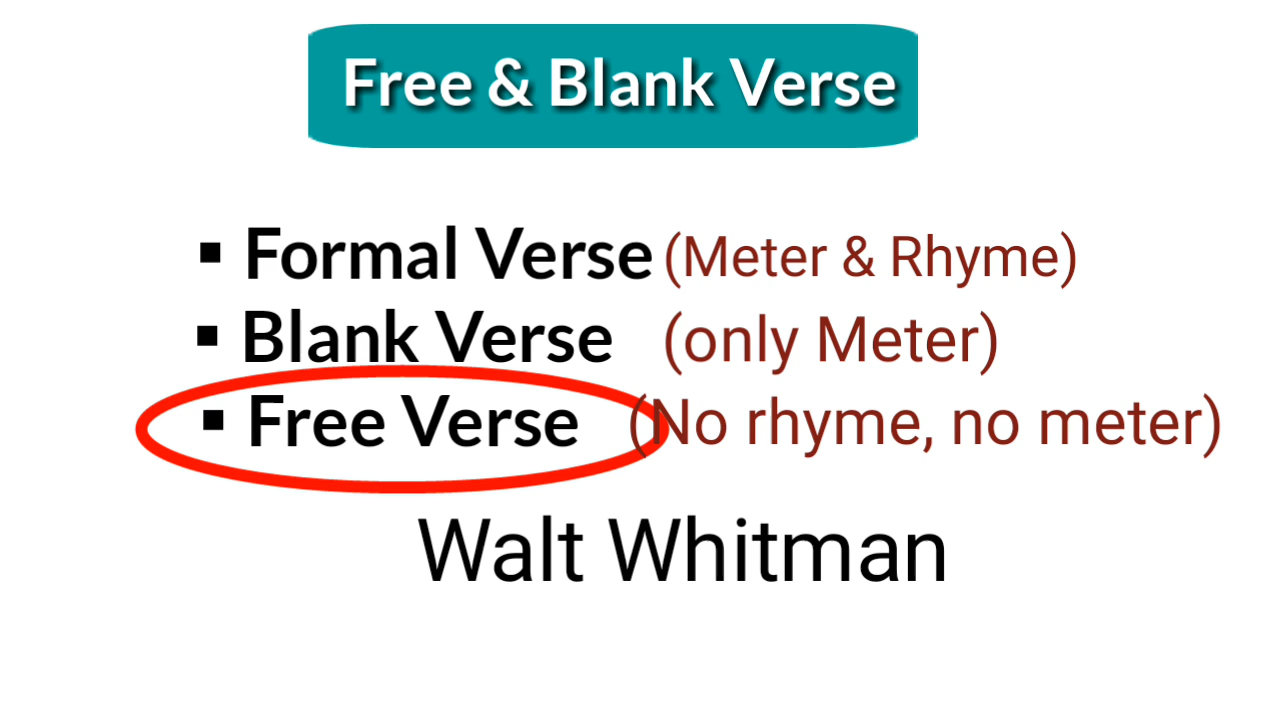 Free & Blank Verse
▪ Formal Verse (Meter & Rhyme)
▪ Blank Verse (only Meter)
▪ Free Verse (No rhyme, no meter)
Walt Whitman